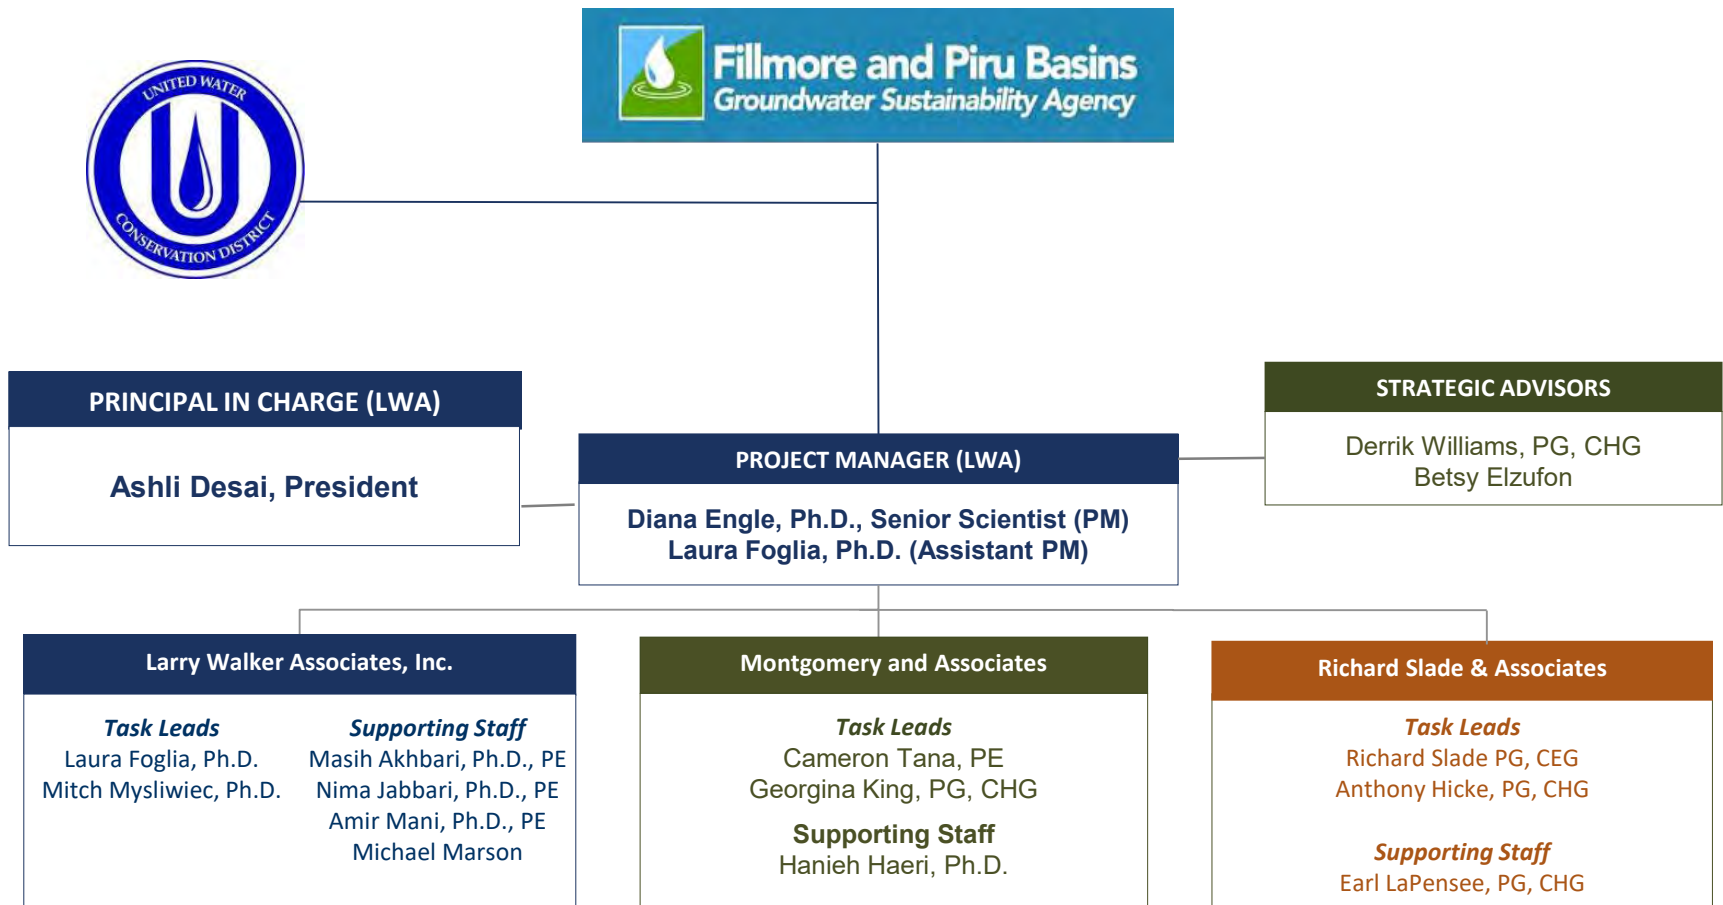 UNITED WATER
CONSERVATION DISTRICT
Fillmore and Piru Basins
Groundwater Sustainability Agency
PRINCIPAL IN CHARGE (LWA)
Ashli Desai, President
PROJECT MANAGER (LWA)
Diana Engle, Ph.D., Senior Scientist (PM)
Laura Foglia, Ph.D. (Assistant PM)
STRATEGIC ADVISORS
Derrik Williams, PG, CHG
Betsy Elzufon
Larry Walker Associates, Inc.
Task Leads
Laura Foglia, Ph.D.
Mitch Mysliwiec, Ph.D.
Supporting Staff
Masih Akhbari, Ph.D., PE
Nima Jabbari, Ph.D., PE
Amir Mani, Ph.D., PE
Michael Marson
Montgomery and Associates
Task Leads
Cameron Tana, PE
Georgina King, PG, CHG
Supporting Staff
Hanieh Haeri, Ph.D.
Richard Slade & Associates
Task Leads
Richard Slade PG, CEG
Anthony Hicke, PG, CHG
Supporting Staff
Earl LaPensee, PG, CHG